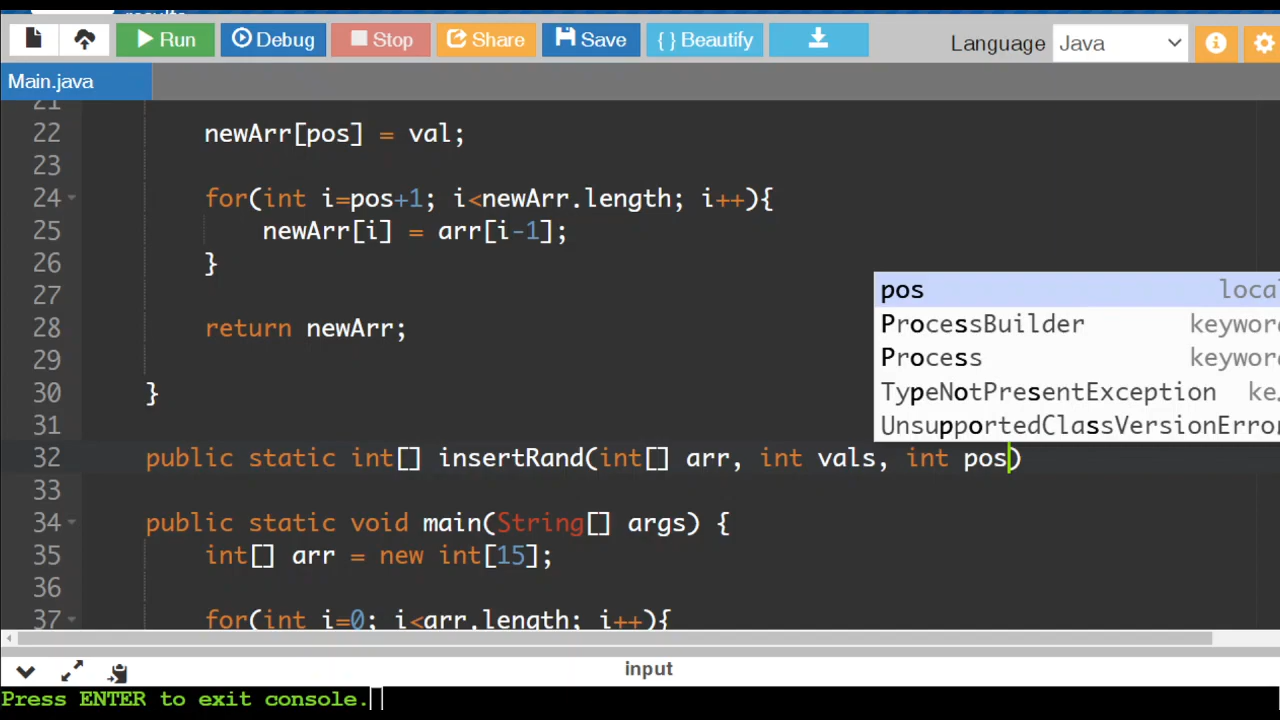 Run Debug Stop Share Save { } Beautify Language Java
Main.java
21
22 newArr[pos] = val;
23
24 for(int i=pos+1; i<newArr.length; i++){
25 newArr[i] = arr[i-1];
26 }
27
28 return newArr;
29
30 }
31
32 public static int[] insertRand(int[] arr, int vals, int pos)
33
34 public static void main(String[] args) {
35 int[] arr = new int[15];
36
37 for(int i=0; i<arr.length; i++){
pos local
ProcessBuilder keyword
Process keyword
TypeNotPresentException ke
UnsupportedClassVersionError
input
Press ENTER to exit console.